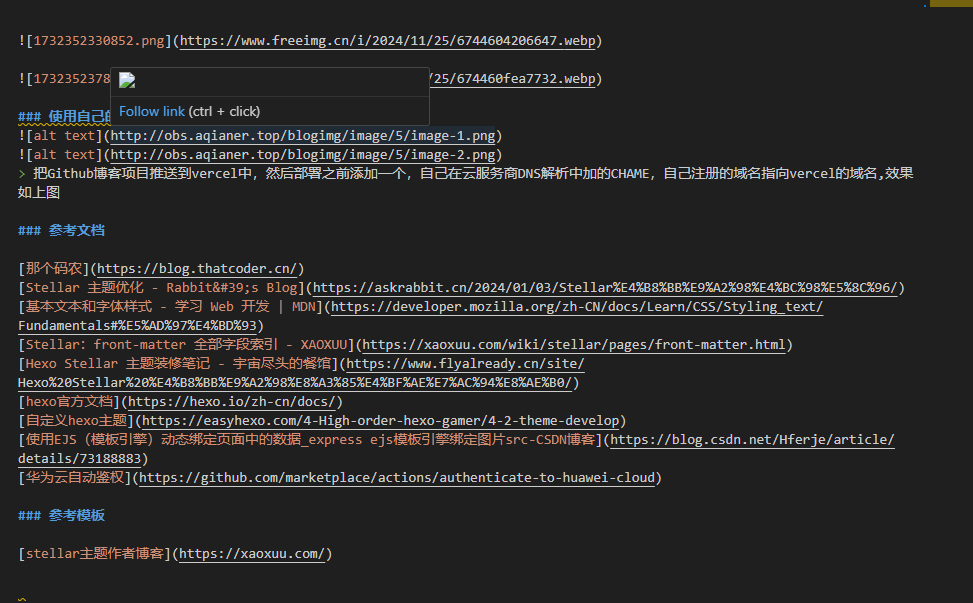 ![1732352330852.png](https://www.freeimg.cn/i/2024/11/25/6744604206647.webp)
![1732352378
/25/674460fea7732.webp)
Follow link (ctrl + click)
### 使用自己
![alt text](http://obs.aqianer.top/blogimg/image/5/image-1.png)
![alt text](http://obs.aqianer.top/blogimg/image/5/image-2.png)
> 把Github博客项目推送到vercel中，然后部署之前添加一个，自己在云服务商DNS解析中加的CHAME，自己注册的域名指向vercel的域名,效果
如上图
### 参考文档
[那个码农](https://blog.thatcoder.cn/)
[Stellar 主题优化 - Rabbit&#39;s Blog](https://askrabbit.cn/2024/01/03/Stellar%E4%B8%BB%E9%A2%98%E4%BC%98%E5%8C%96/)
[基本文本和字体样式 - 学习 Web 开发 | MDN](https://developer.mozilla.org/zh-CN/docs/Learn/CSS/Styling_text/
Fundamentals#%E5%AD%97%E4%BD%93)
[Stellar：front-matter 全部字段索引 - XAOXUU](https://xaoxuu.com/wiki/stellar/pages/front-matter.html)
[Hexo Stellar 主题装修笔记 - 宇宙尽头的餐馆](https://www.flyalready.cn/site/
Hexo%20Stellar%20%E4%B8%BB%E9%A2%98%E8%A3%85%E4%BF%AE%E7%AC%94%E8%AE%B0/)
[hexo官方文档](https://hexo.io/zh-cn/docs/)
[自定义hexo主题](https://easyhexo.com/4-High-order-hexo-gamer/4-2-theme-develop)
[使用EJS（模板引擎）动态绑定页面中的数据_express ejs模板引擎绑定图片src-CSDN博客](https://blog.csdn.net/Hferje/article/
details/73188883)
[华为云自动鉴权](https://github.com/marketplace/actions/authenticate-to-huawei-cloud)
### 参考模板
[stellar主题作者博客](https://xaoxuu.com/)